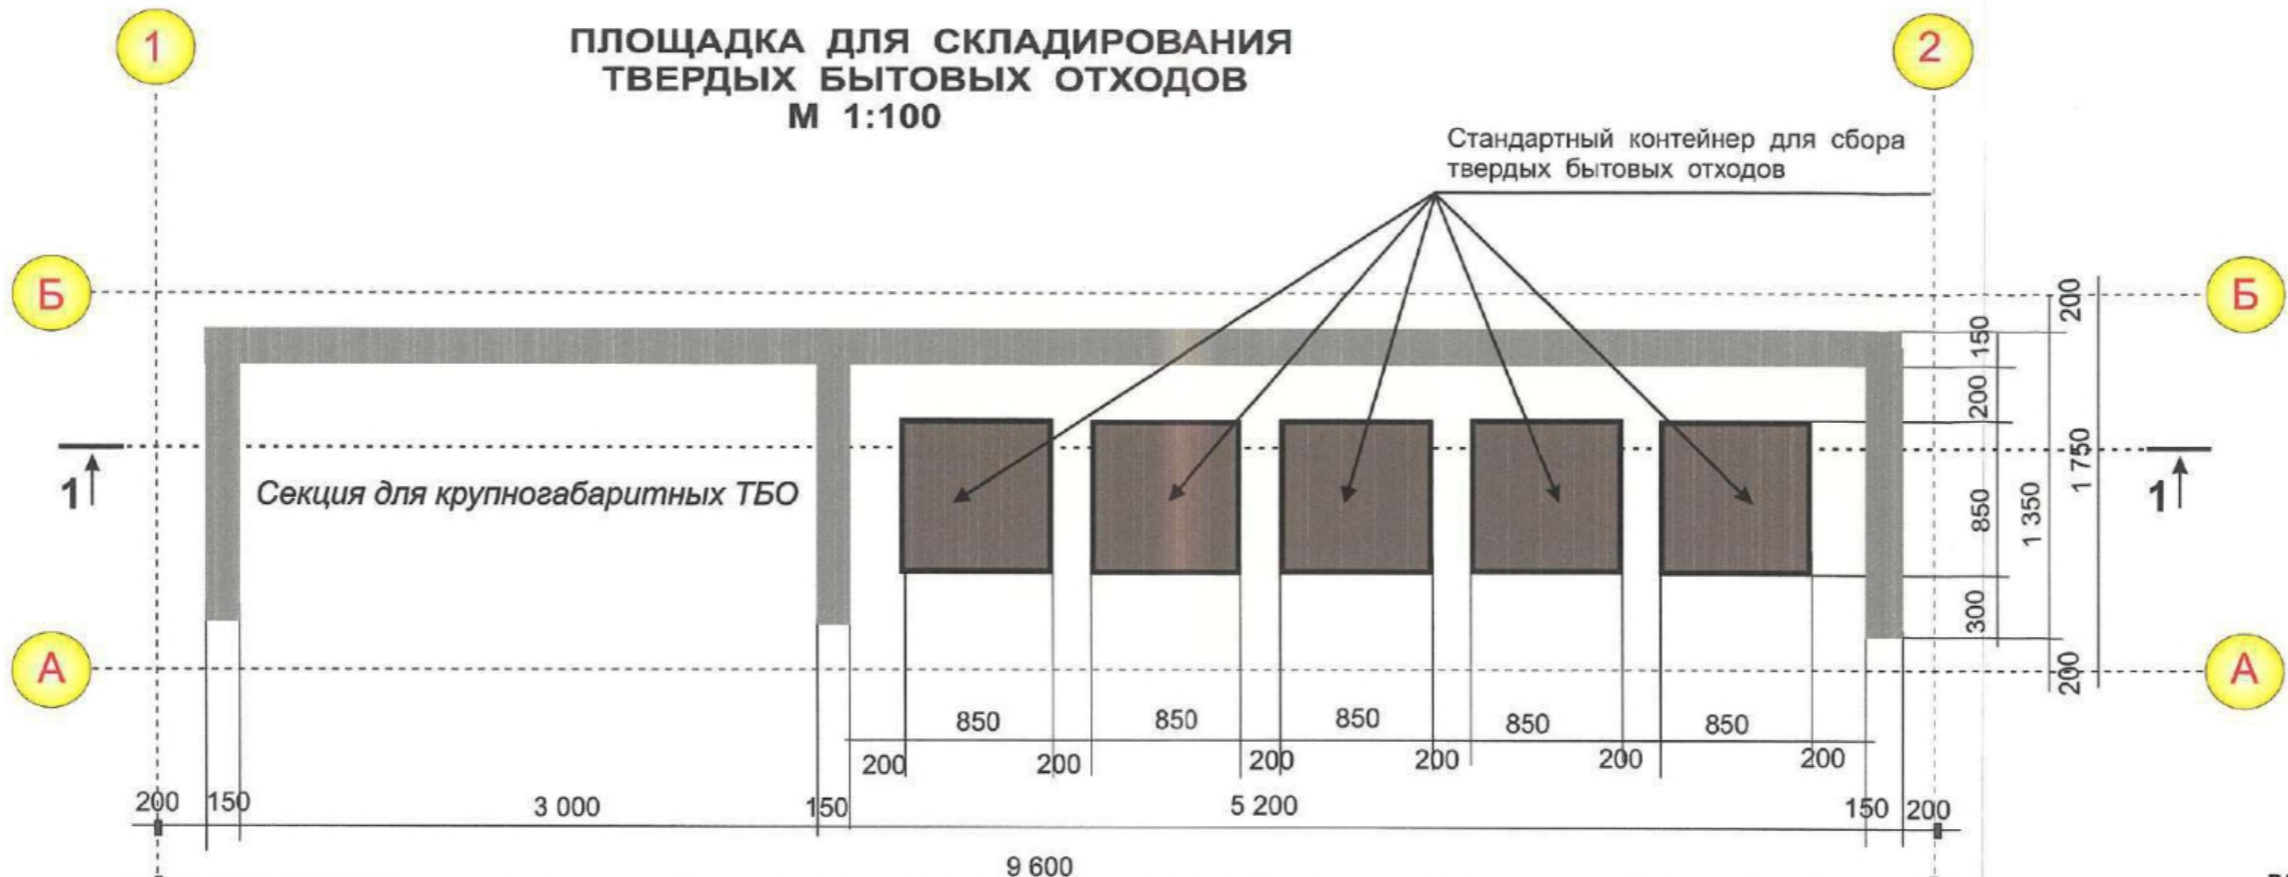 1
2
ПЛОЩАДКА ДЛЯ СКЛАДИРОВАНИЯ
ТВЕРДЫХ БЫТОВЫХ ОТХОДОВ
М 1:100
Стандартный контейнер для сбора
твердых бытовых отходов
Б
Б
200
150
200
1
Секция для крупногабаритных ТБО
850
1 350
1 750
1
300
А
200
А
850 850 850 850 850
200 200 200 200 200 200
200 150 3 000 150 5 200 150 200
9 600